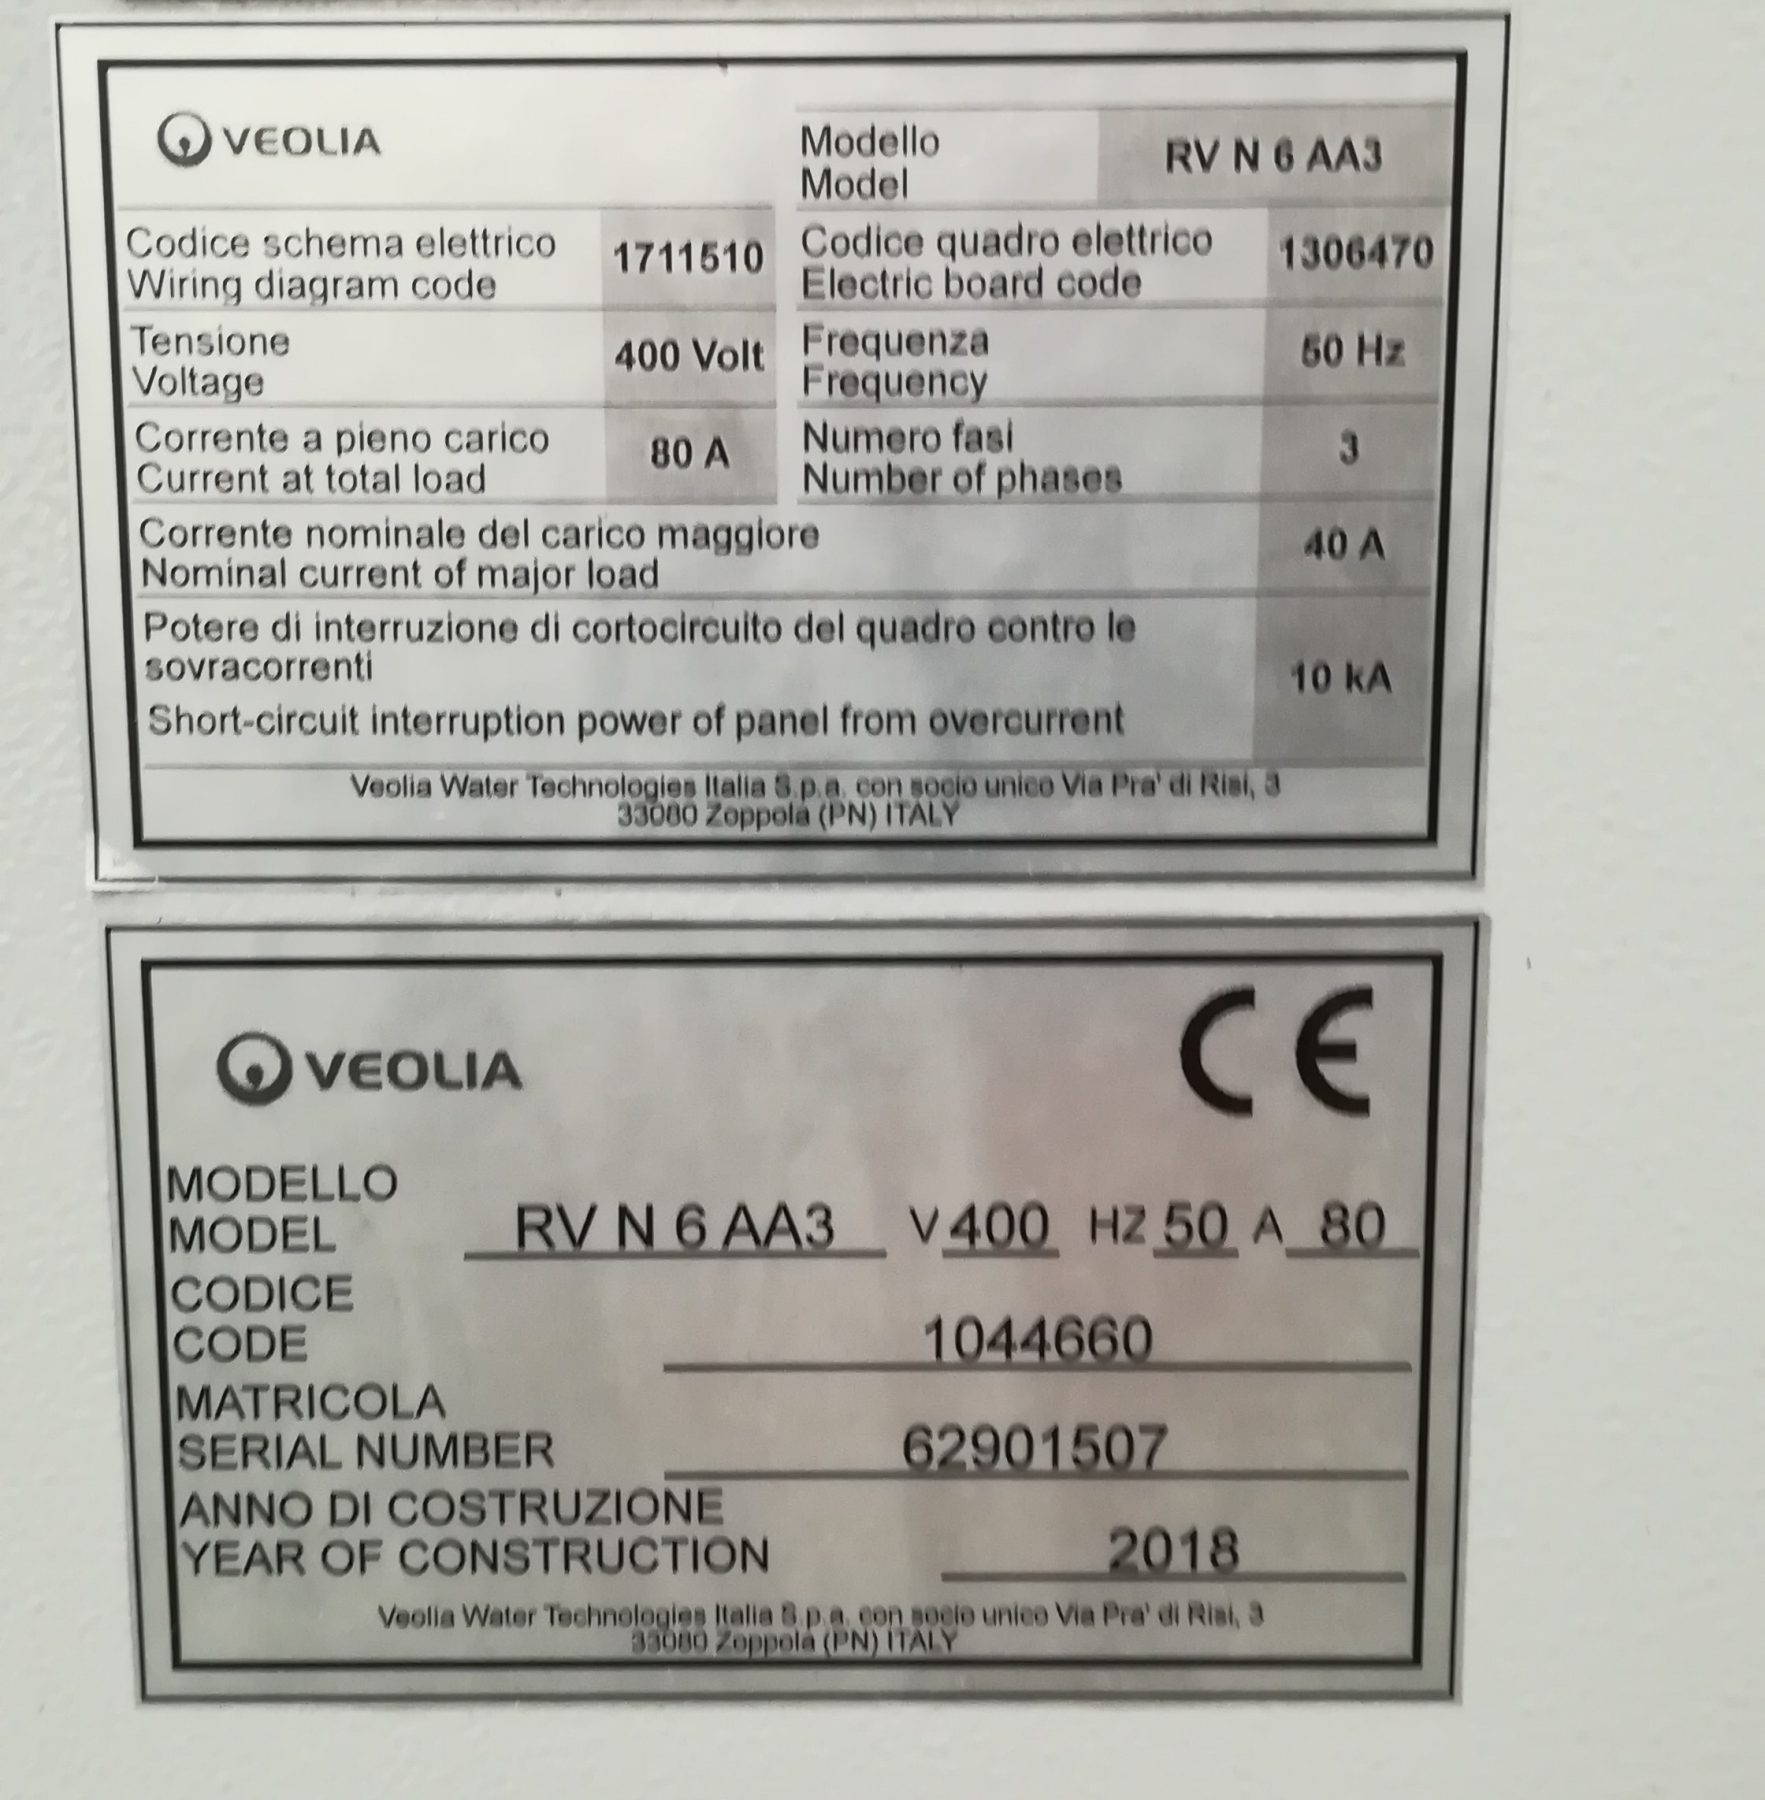 VEOLIA
Modello
Model
RV N 6 AA3
Codice schema elettrico
Wiring diagram code
1711510
Codice quadro elettrico
Electric board code
1306470
Tensione
Voltage
400 Volt
Frequenza
Frequency
50 Hz
Corrente a pieno carico
Current at total load
80 A
Numero fasi
Number of phases
3
Corrente nominale del carico maggiore
Nominal current of major load
40 A
Potere di interruzione di cortocircuito del quadro contro le
sovracorrenti
10 kA
Short-circuit interruption power of panel from overcurrent
Veolia Water Technologies Italia S.p.a. con socio unico Via Pra' di Risi, 3
33080 Zoppola (PN) ITALY
CE
VEOLIA
MODELLO
MODEL RV N 6 AA3 V 400 HZ 50 A 80
CODICE
CODE 1044660
MATRICOLA
SERIAL NUMBER 62901507
ANNO DI COSTRUZIONE
YEAR OF CONSTRUCTION 2018
Veolia Water Technologies Italia S.p.a. con socio unico Via Pra' di Risi, 3
33080 Zoppola (PN) ITALY